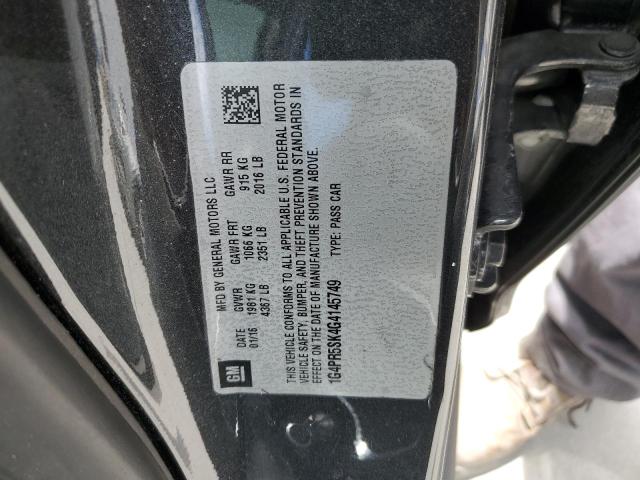 MFD BY GENERAL MOTORS LLC
DATE GVWR GAWR FRT GAWR RR
01/16 1981 KG 1066 KG 915 KG
4367 LB 2351 LB 2016 LB
THIS VEHICLE CONFORMS TO ALL APPLICABLE U.S. FEDERAL MOTOR
VEHICLE SAFETY, BUMPER, AND THEFT PREVENTION STANDARDS IN
EFFECT ON THE DATE OF MANUFACTURE SHOWN ABOVE.
1G4PR5SK4G4145749 TYPE: PASS CAR
GM